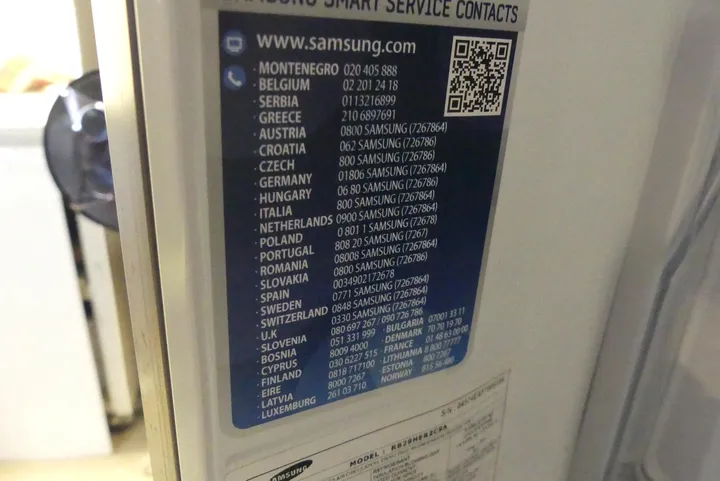 SAMSUNG SMART SERVICE CONTACTS
www.samsung.com
· MONTENEGRO 020 405 888
· BELGIUM 02 201 24 18
· SERBIA 0113216899
· GREECE 210 6897691
· AUSTRIA 0800 SAMSUNG (7267864)
· CROATIA 062 SAMSUNG (726786)
· CZECH 800 SAMSUNG (726786)
· GERMANY 01806 SAMSUNG (7267864)
· HUNGARY 06 80 SAMSUNG (726786)
· ITALIA 800 SAMSUNG (7267864)
· NETHERLANDS 0900 SAMSUNG (7267864)
· POLAND 0 801 1 SAMSUNG (72678)
· PORTUGAL 808 20 SAMSUNG (7267)
· ROMANIA 08008 SAMSUNG (7267864)
· SLOVAKIA 0800 SAMSUNG (726786)
· SPAIN 0034902172678
· SWEDEN 0771 SAMSUNG (7267864)
· SWITZERLAND 0848 SAMSUNG (7267864)
· U.K 0330 SAMSUNG (7267864)
· SLOVENIA 080 697 267 / 090 726 786
· BOSNIA 051 331 999 · BULGARIA 07001 33 11
· CYPRUS 8009 4000 · DENMARK 70 70 19 70
· FINLAND 030 6227 515 · FRANCE 01 48 63 00 00
· EIRE 0818 717100 · LITHUANIA 8 800 77777
· LATVIA 8000 7267 · ESTONIA 800 7267
· LUXEMBURG 261 03 710 · NORWAY 815 56 480
S/N :
SAMSUNG MODEL :
REFRIGERANT